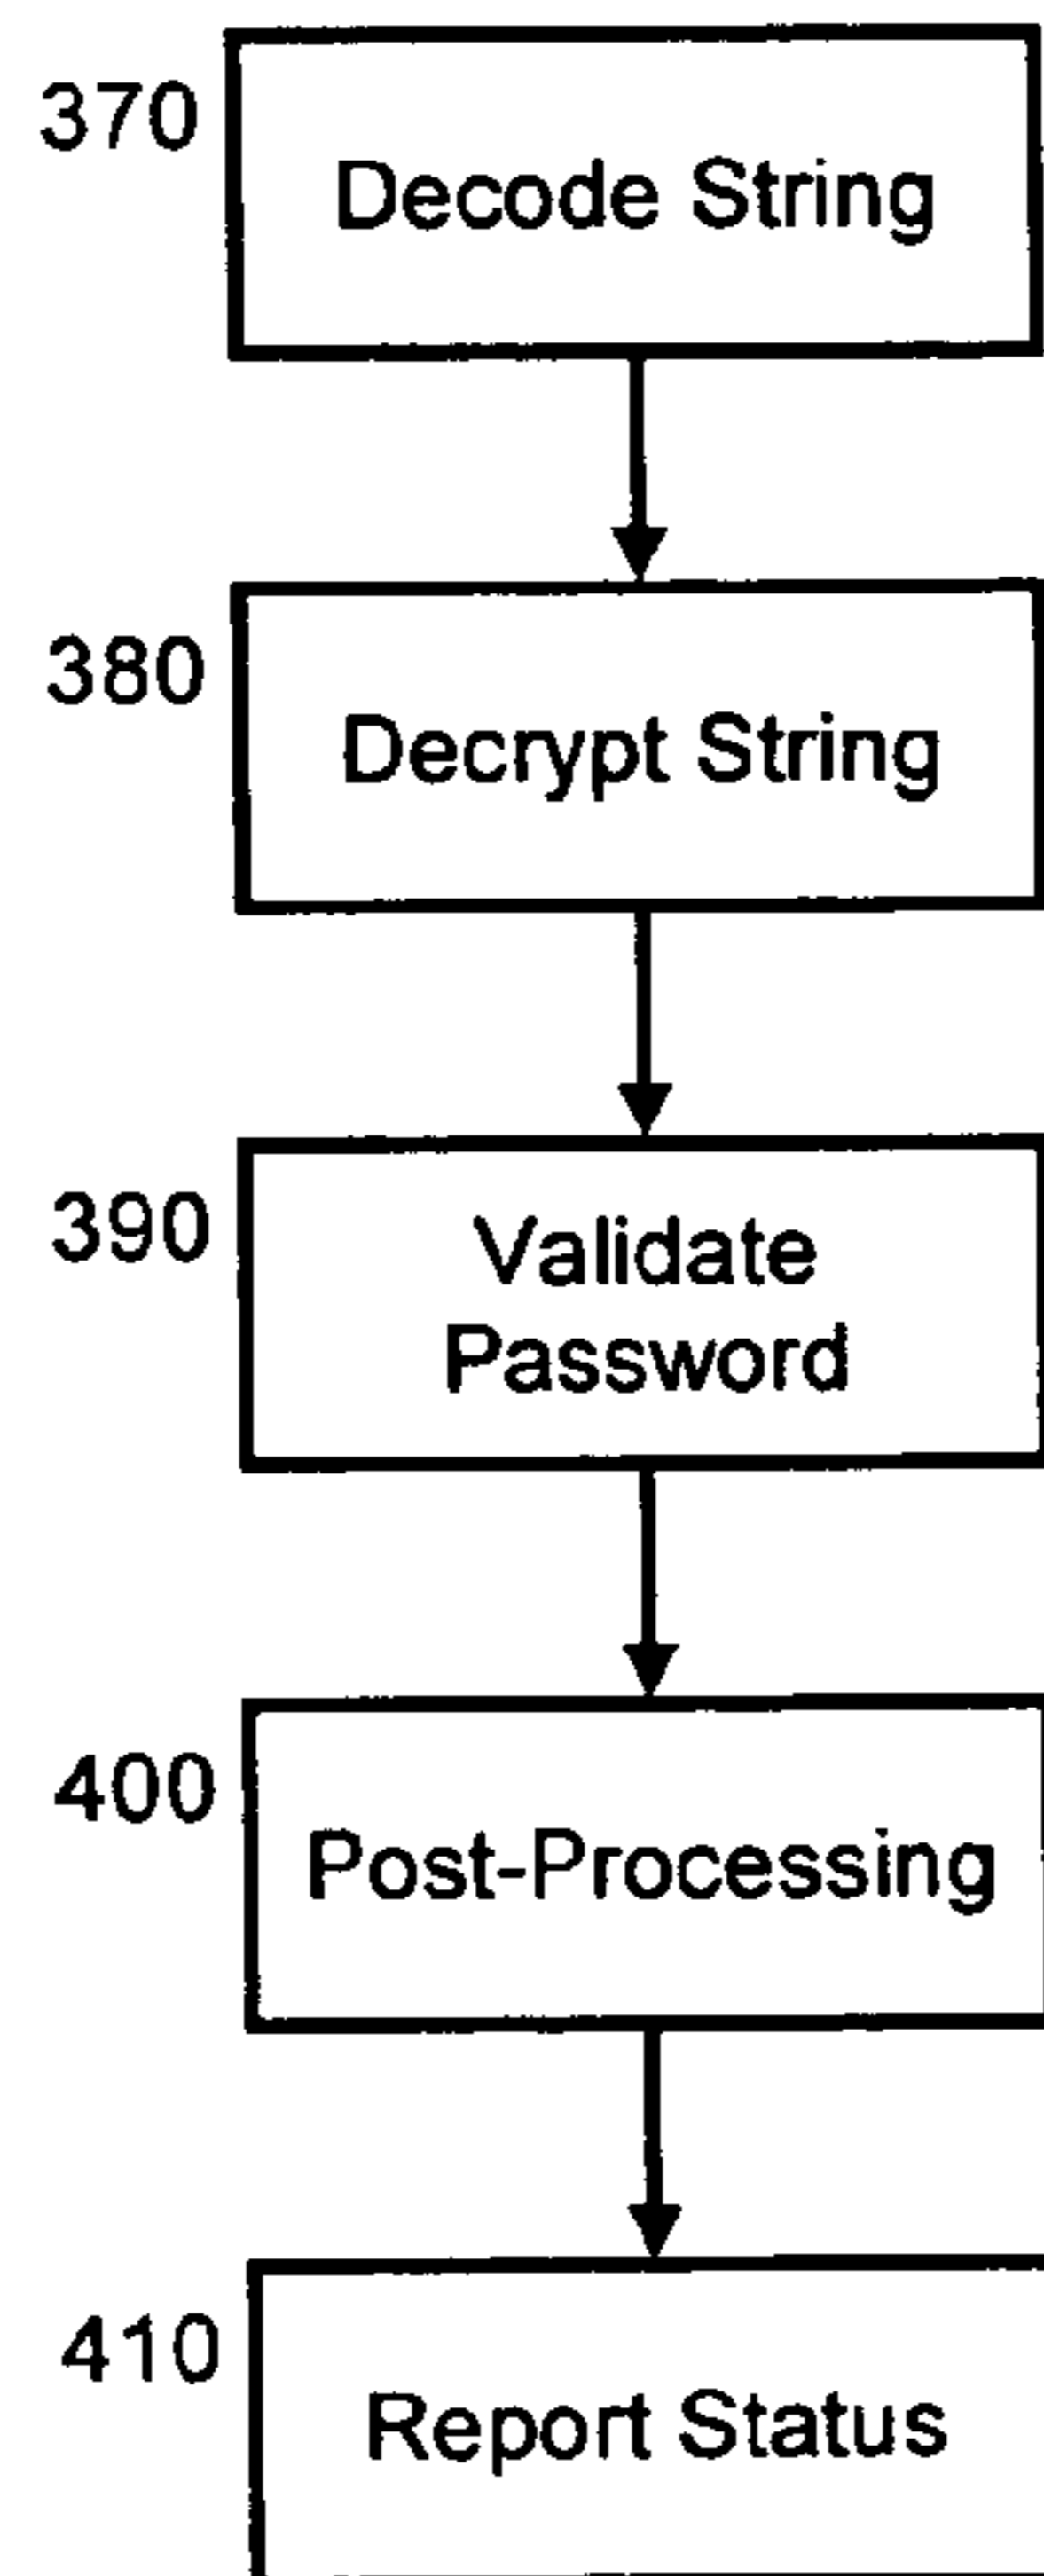 370
Decode String
380
Decrypt String
390
Validate
Password
400
Post-Processing
410
Report Status